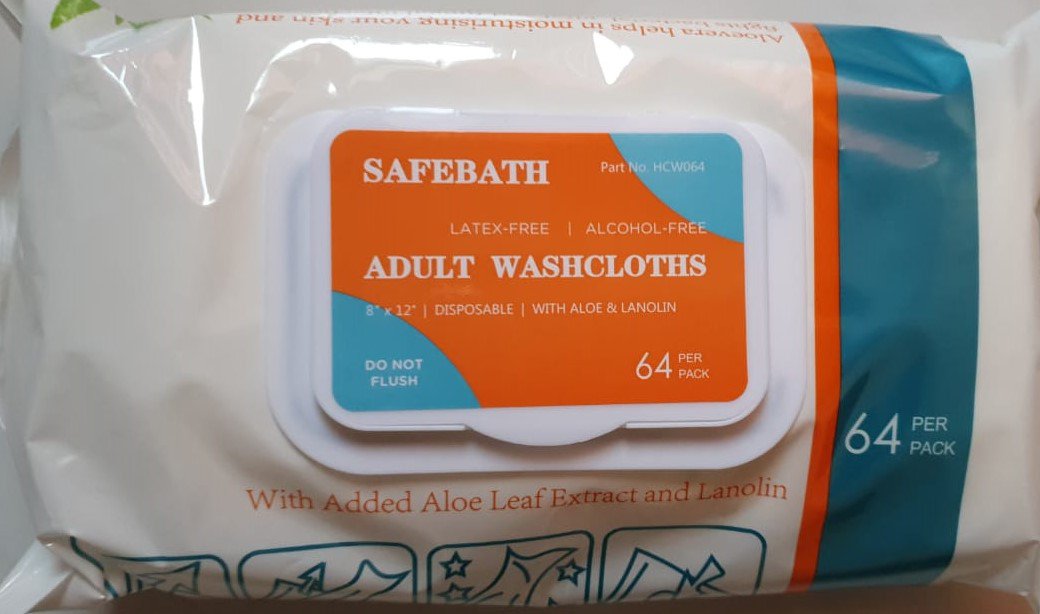 Aloevera helps in moisturising your skin and
SAFEBATH
Part No. HCW064
LATEX-FREE | ALCOHOL-FREE
ADULT WASHCLOTHS
8" x 12" | DISPOSABLE | WITH ALOE & LANOLIN
DO NOT
FLUSH
64 PER
PACK
64 PER
PACK
With Added Aloe Leaf Extract and Lanolin